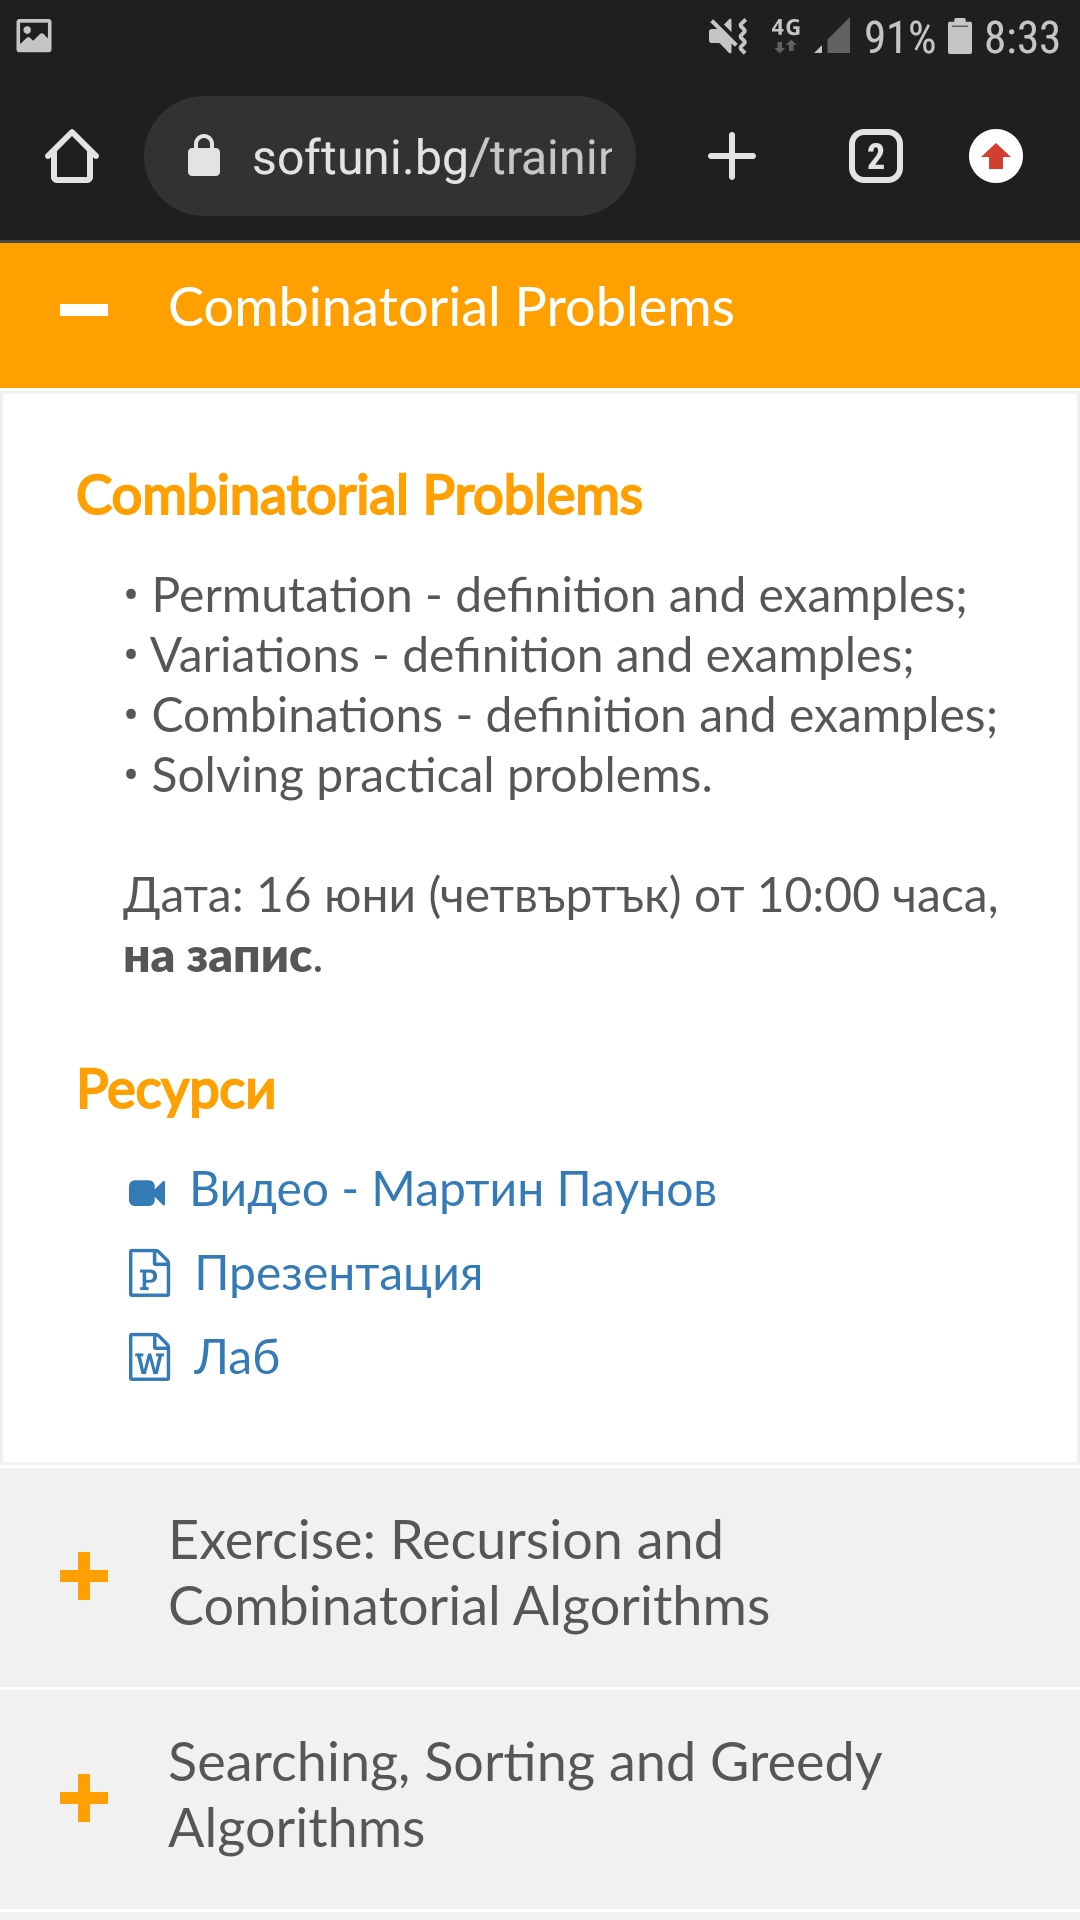 4G 91% 8:33
softuni.bg/trainir
2
Combinatorial Problems
Combinatorial Problems
• Permutation - definition and examples;
• Variations - definition and examples;
• Combinations - definition and examples;
• Solving practical problems.
Дата: 16 юни (четвъртък) от 10:00 часа,
на запис.
Ресурси
Видео - Мартин Паунов
P Презентация
W Лаб
Exercise: Recursion and
Combinatorial Algorithms
Searching, Sorting and Greedy
Algorithms